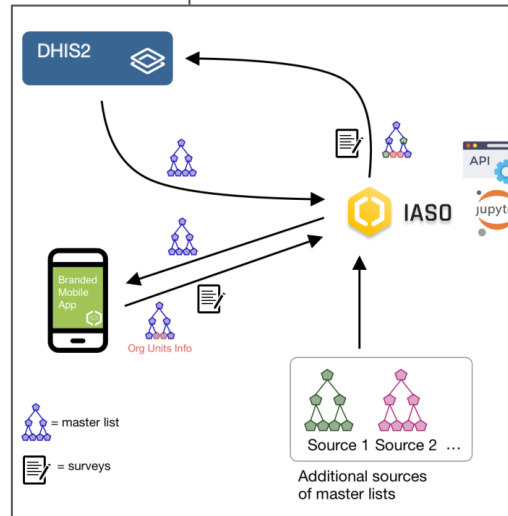 DHIS2
API
IASO
jupyte
Branded
Mobile
App
Org Units Info
= master list
= surveys
Source 1 Source 2 ...
Additional sources
of master lists